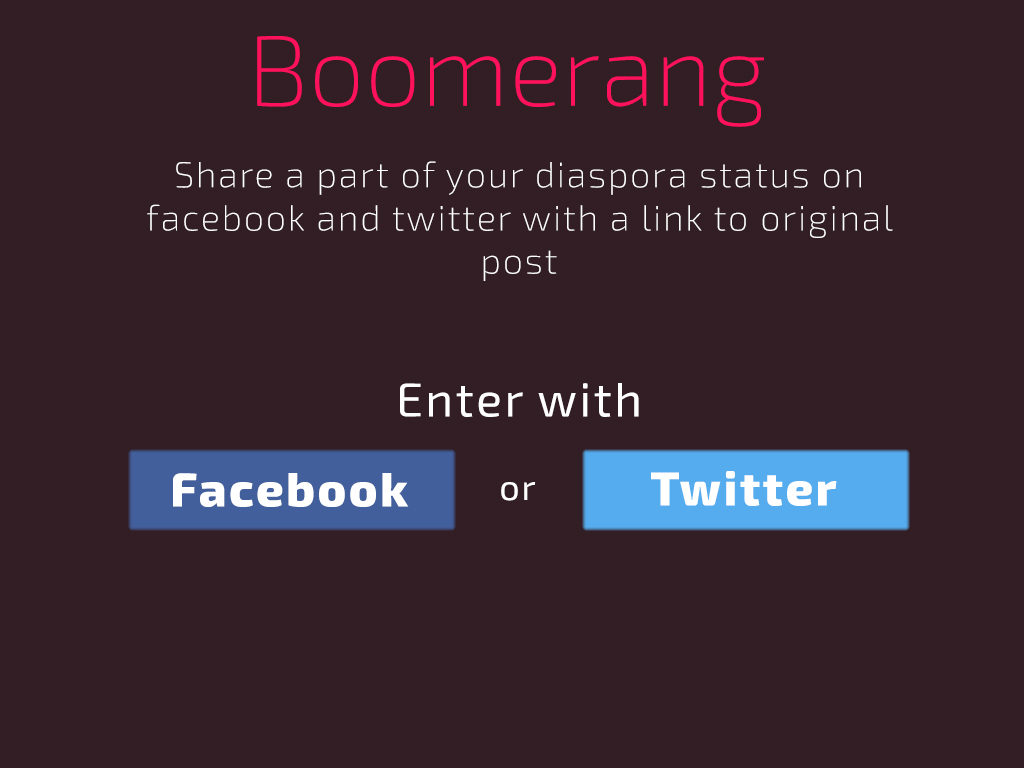 Boomerang
Share a part of your diaspora status on
facebook and twitter with a link to original
post
Enter with
Facebook or Twitter